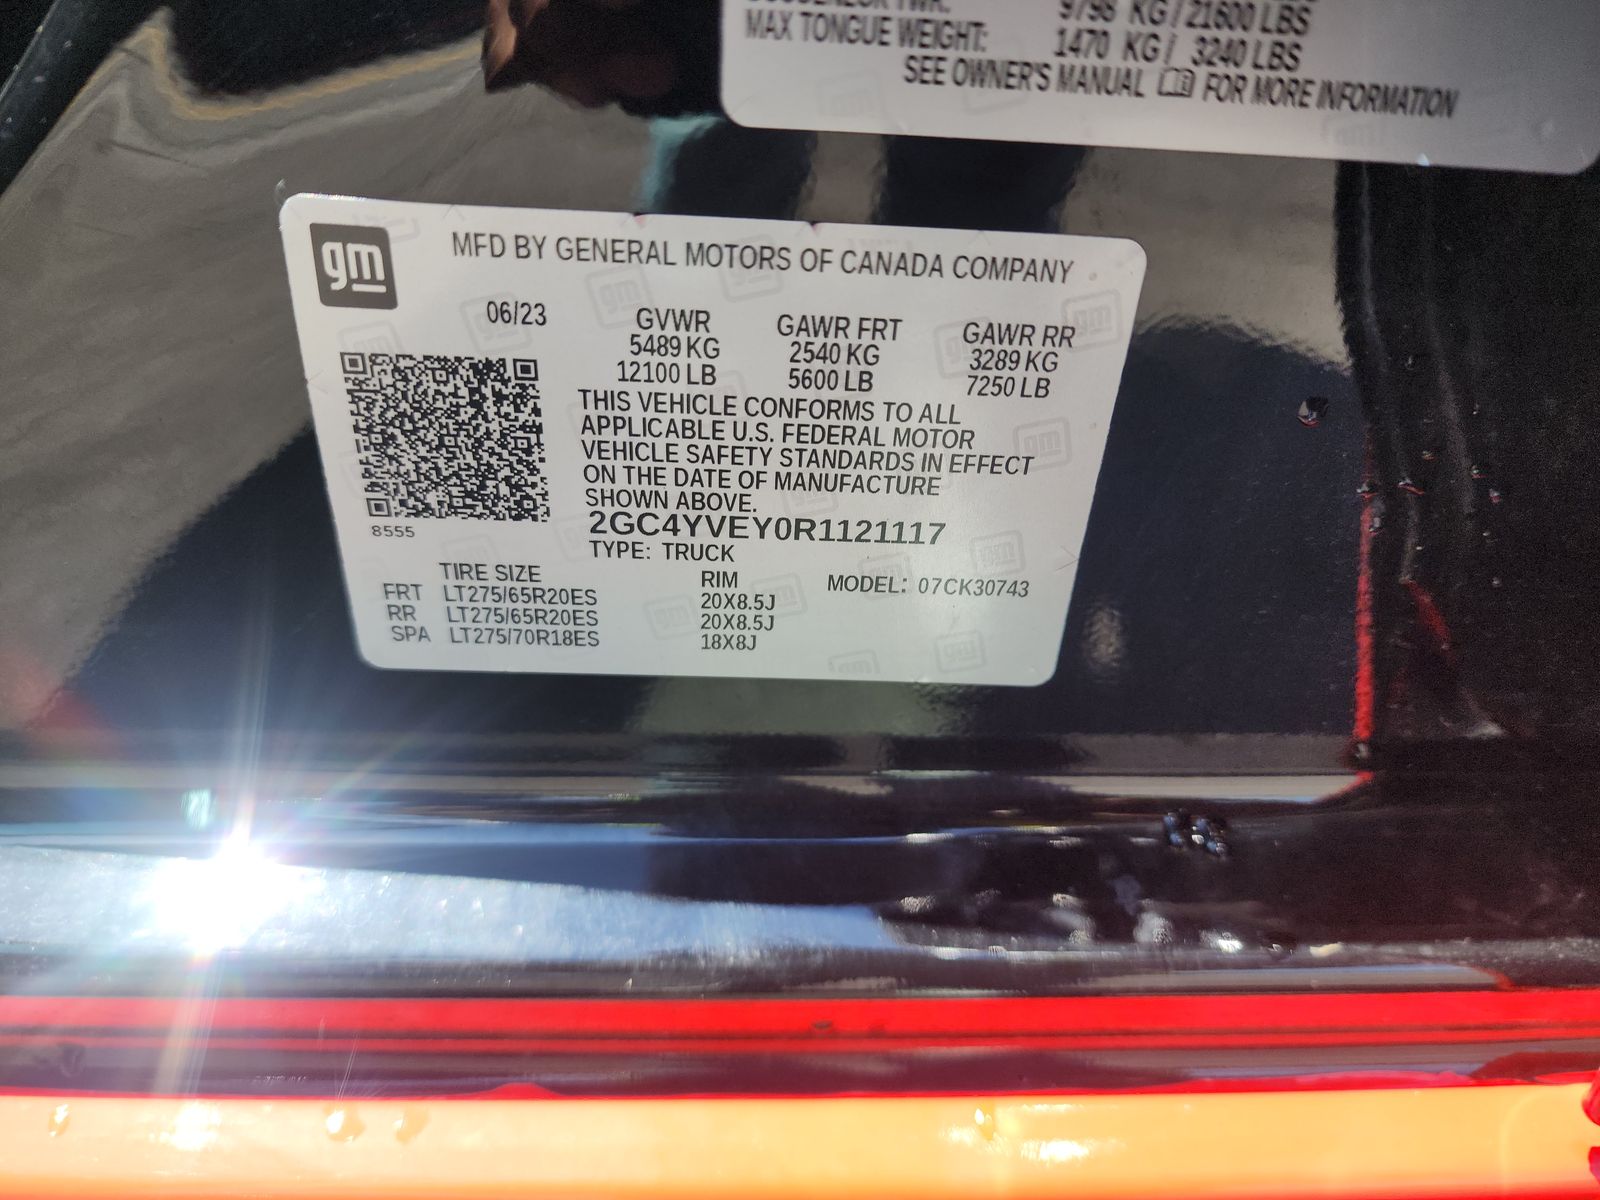 9798 KG / 21600 LBS
MAX TONGUE WEIGHT: 1470 KG / 3240 LBS
SEE OWNER'S MANUAL FOR MORE INFORMATION
gm
MFD BY GENERAL MOTORS OF CANADA COMPANY
06/23 GVWR GAWR FRT GAWR RR
5489 KG 2540 KG 3289 KG
12100 LB 5600 LB 7250 LB
THIS VEHICLE CONFORMS TO ALL
APPLICABLE U.S. FEDERAL MOTOR
VEHICLE SAFETY STANDARDS IN EFFECT
ON THE DATE OF MANUFACTURE
SHOWN ABOVE.
8555
2GC4YVEY0R1121117
TYPE: TRUCK
TIRE SIZE RIM MODEL: 07CK30743
FRT LT275/65R20ES 20X8.5J
RR LT275/65R20ES 20X8.5J
SPA LT275/70R18ES 18X8J